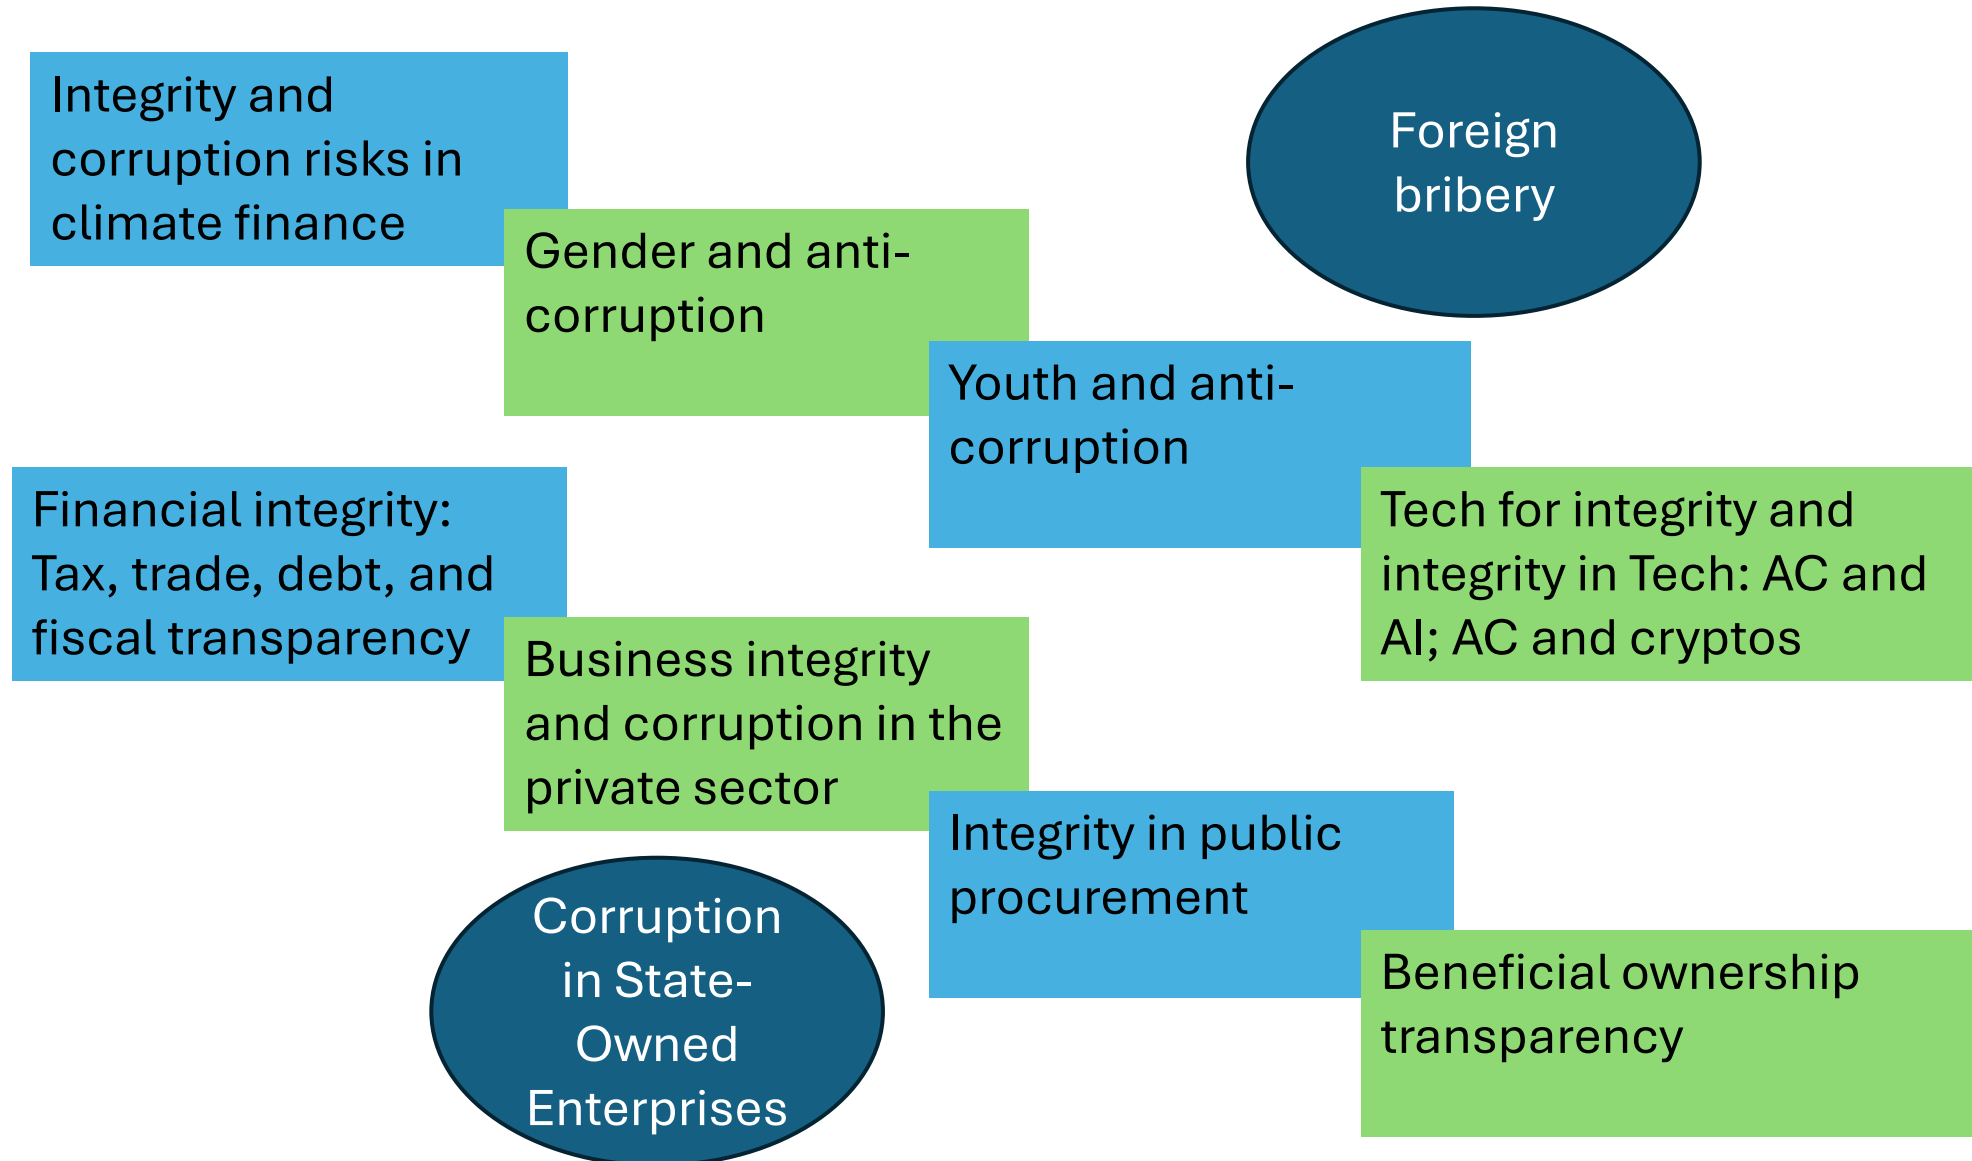 Integrity and
corruption risks in
climate finance
Foreign
bribery
Gender and anti-
corruption
Youth and anti-
corruption
Financial integrity:
Tax, trade, debt, and
fiscal transparency
Tech for integrity and
integrity in Tech: AC and
AI; AC and cryptos
Business integrity
and corruption in the
private sector
Integrity in public
procurement
Corruption
in State-
Owned
Enterprises
Beneficial ownership
transparency